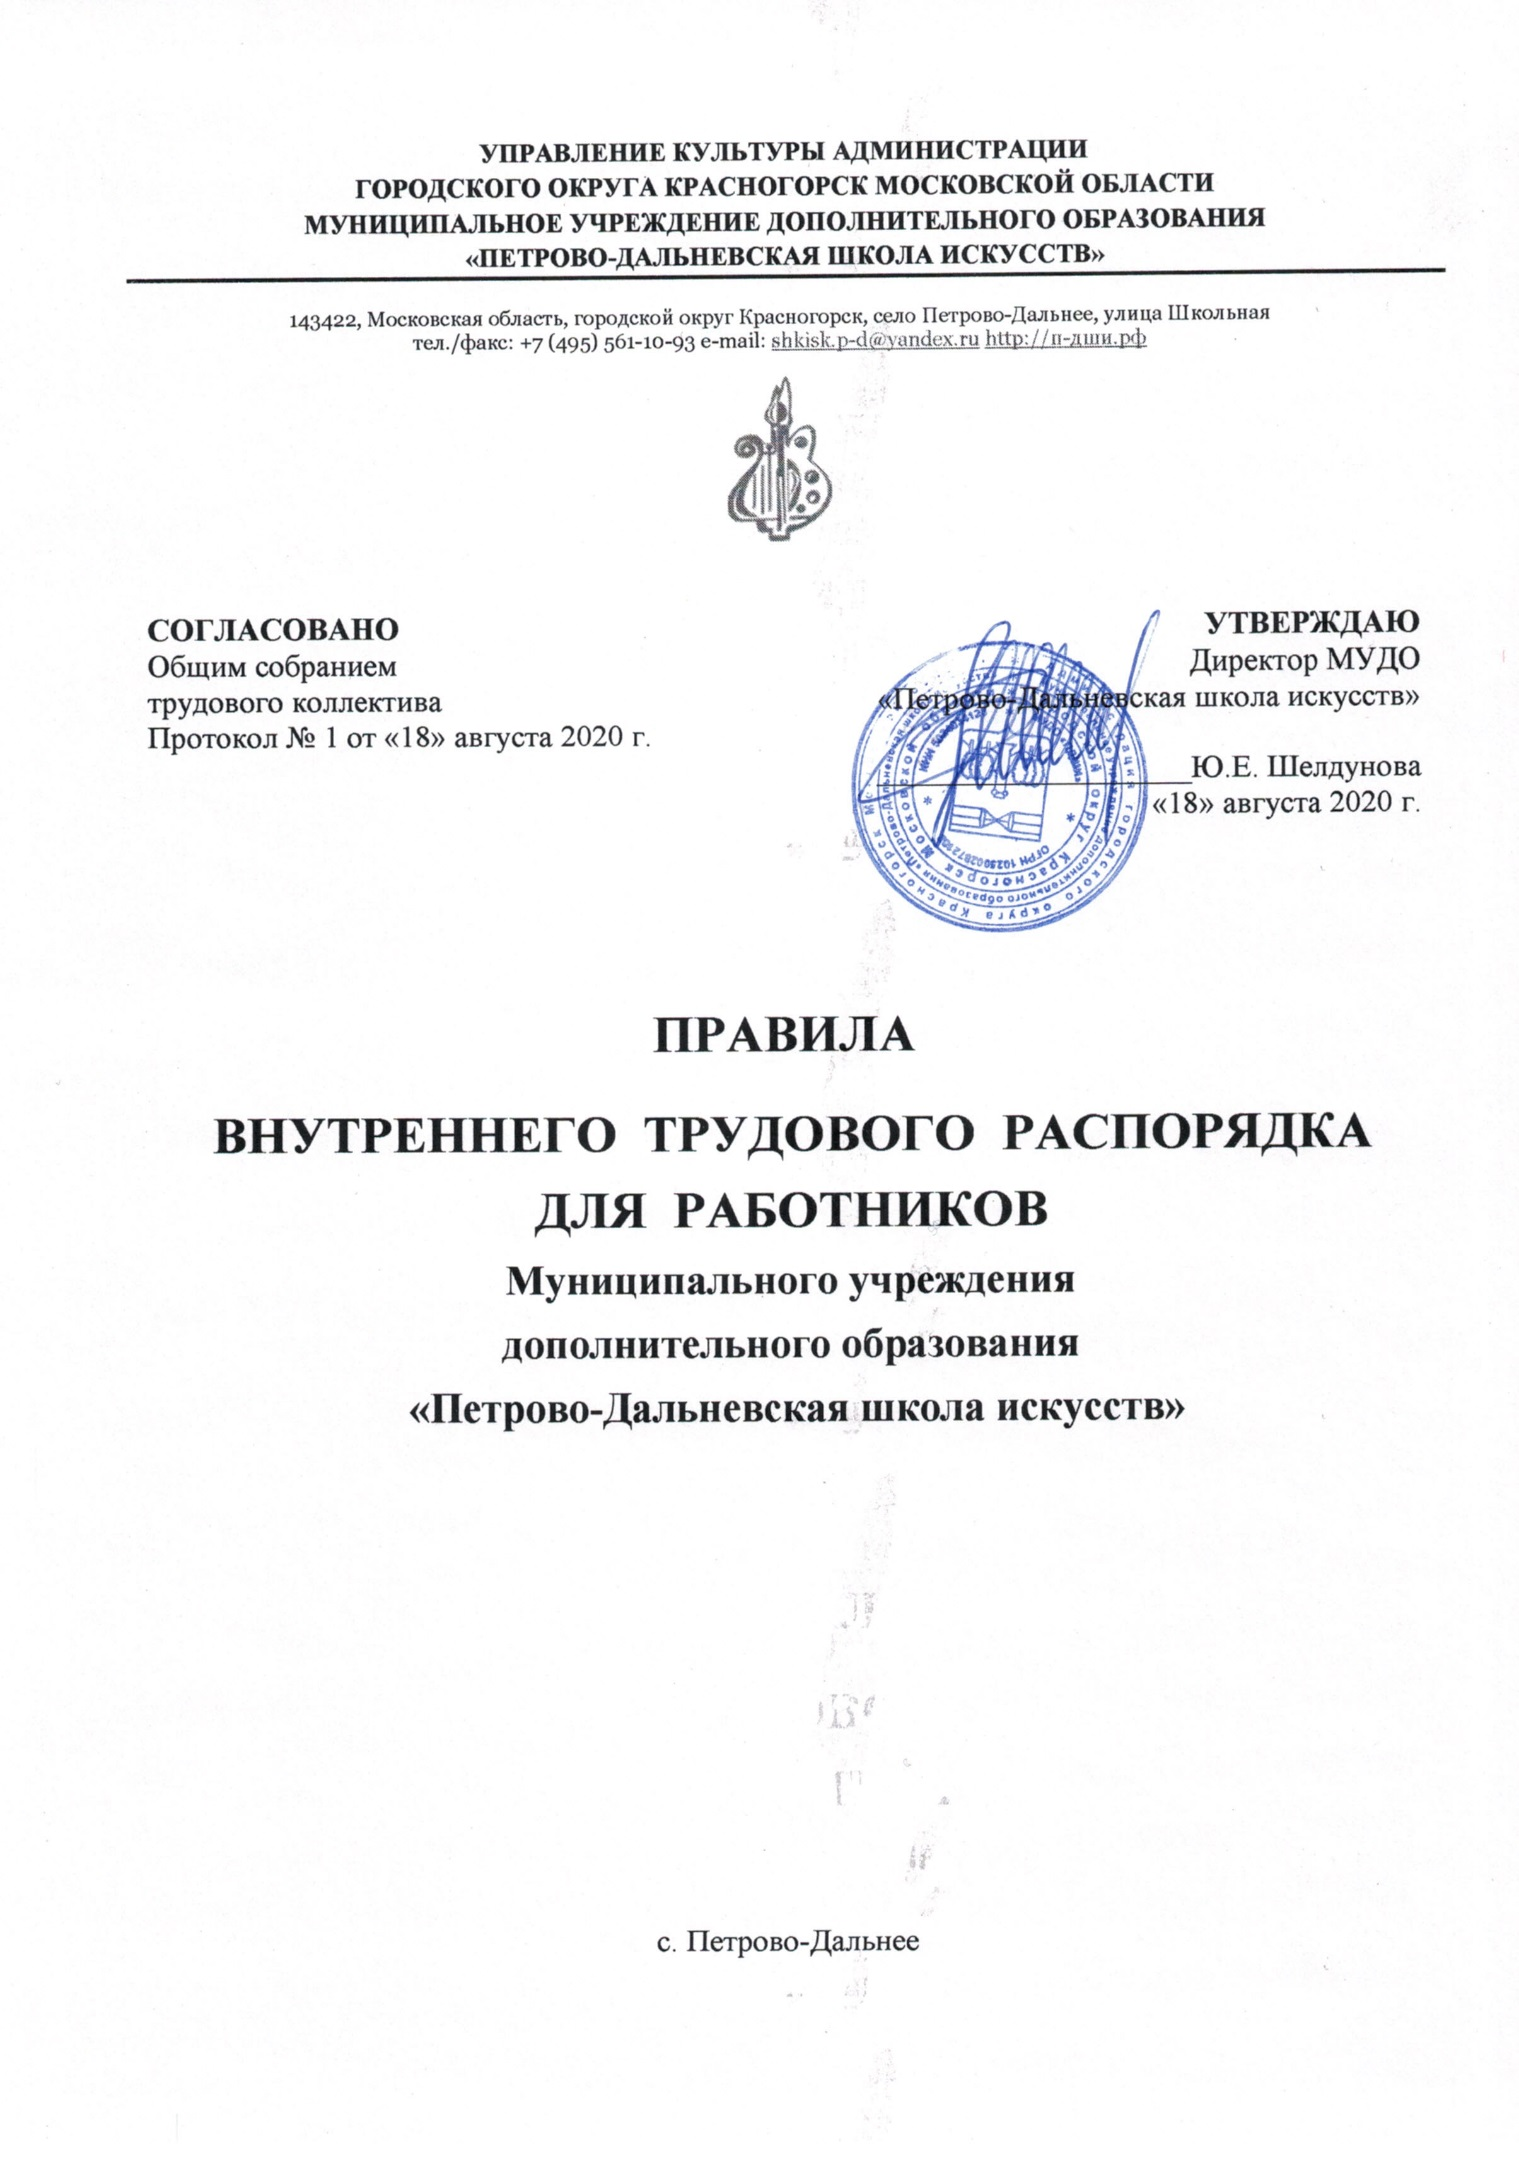 УПРАВЛЕНИЕ КУЛЬТУРЫ АДМИНИСТРАЦИИ
ГОРОДСКОГО ОКРУГА КРАСНОГОРСК МОСКОВСКОЙ ОБЛАСТИ
МУНИЦИПАЛЬНОЕ УЧРЕЖДЕНИЕ ДОПОЛНИТЕЛЬНОГО ОБРАЗОВАНИЯ
«ПЕТРОВО-ДАЛЬНЕВСКАЯ ШКОЛА ИСКУССТВ»
143422, Московская область, городской округ Красногорск, село Петрово-Дальнее, улица Школьная
тел./факс: +7 (495) 561-10-93 e-mail: shkisk.p-d@yandex.ru http://п-дши.рф
СОГЛАСОВАНО
Общим собранием
трудового коллектива
Протокол № 1 от «18» августа 2020 г.
УТВЕРЖДАЮ
Директор МУДО
«Петрово-Дальневская школа искусств»
Ю.Е. Шелдунова
«18» августа 2020 г.
ПРАВИЛА
ВНУТРЕННЕГО ТРУДОВОГО РАСПОРЯДКА
ДЛЯ РАБОТНИКОВ
Муниципального учреждения
дополнительного образования
«Петрово-Дальневская школа искусств»
с. Петрово-Дальнее